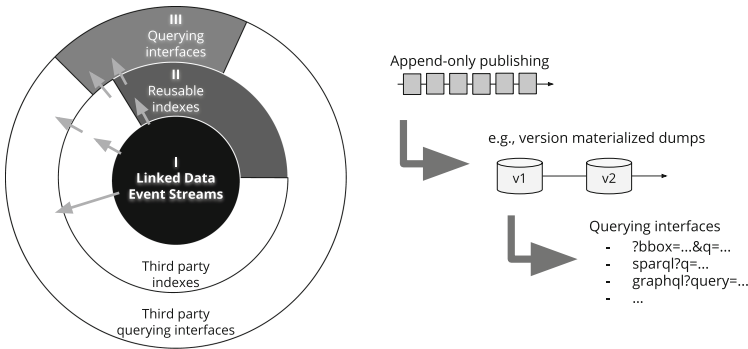 III
Querying
interfaces
II
Reusable
indexes
I
Linked Data
Event Streams
Third party
indexes
Third party
querying interfaces
Append-only publishing
e.g., version materialized dumps
v1
v2
Querying interfaces
- ?bbox=...&q=...
- sparql?q=...
- graphql?query=...
- ...